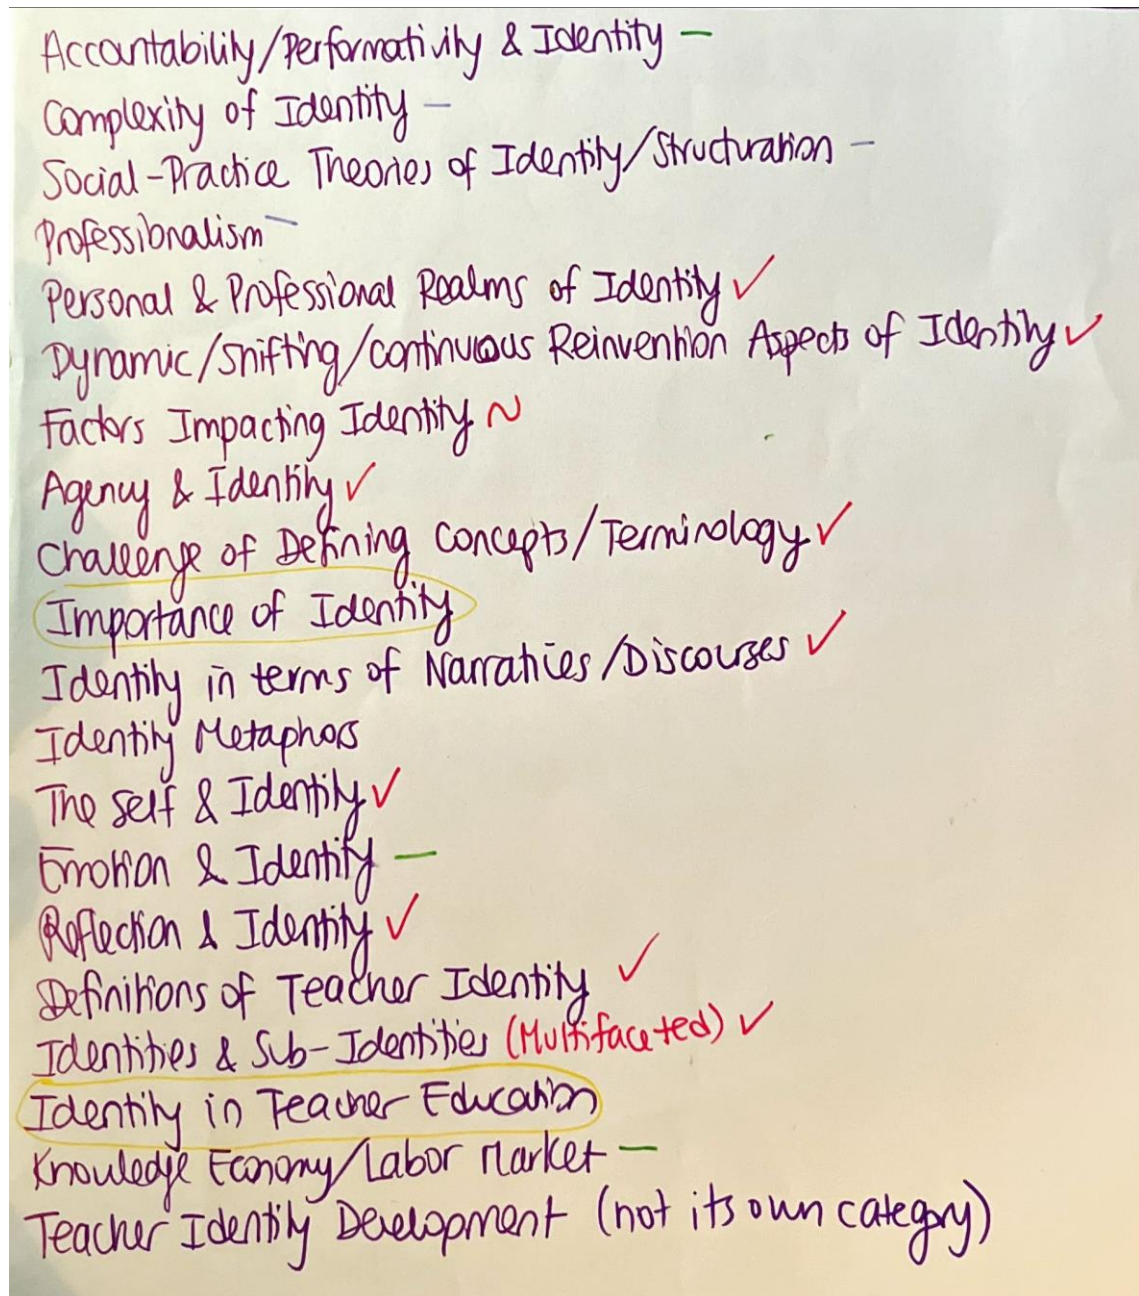 Accountability/Performativity & Identity –
Complexity of Identity –
Social-Practice Theories of Identity/Structuration –
Professionalism –
Personal & Professional Realms of Identity ✓
Dynamic/Shifting/continuous Reinvention Aspects of Identity ✓
Factors Impacting Identity ~
Agency & Identity ✓
Challenge of Defining Concepts/Terminology ✓
Importance of Identity
Identity in terms of Narratives/Discourses ✓
Identity Metaphors
The Self & Identity ✓
Emotion & Identity –
Reflection & Identity ✓
Definitions of Teacher Identity ✓
Identities & Sub-Identities (Multifaceted) ✓
Identity in Teacher Education
Knowledge Economy/Labor Market –
Teacher Identity Development (not its own category)